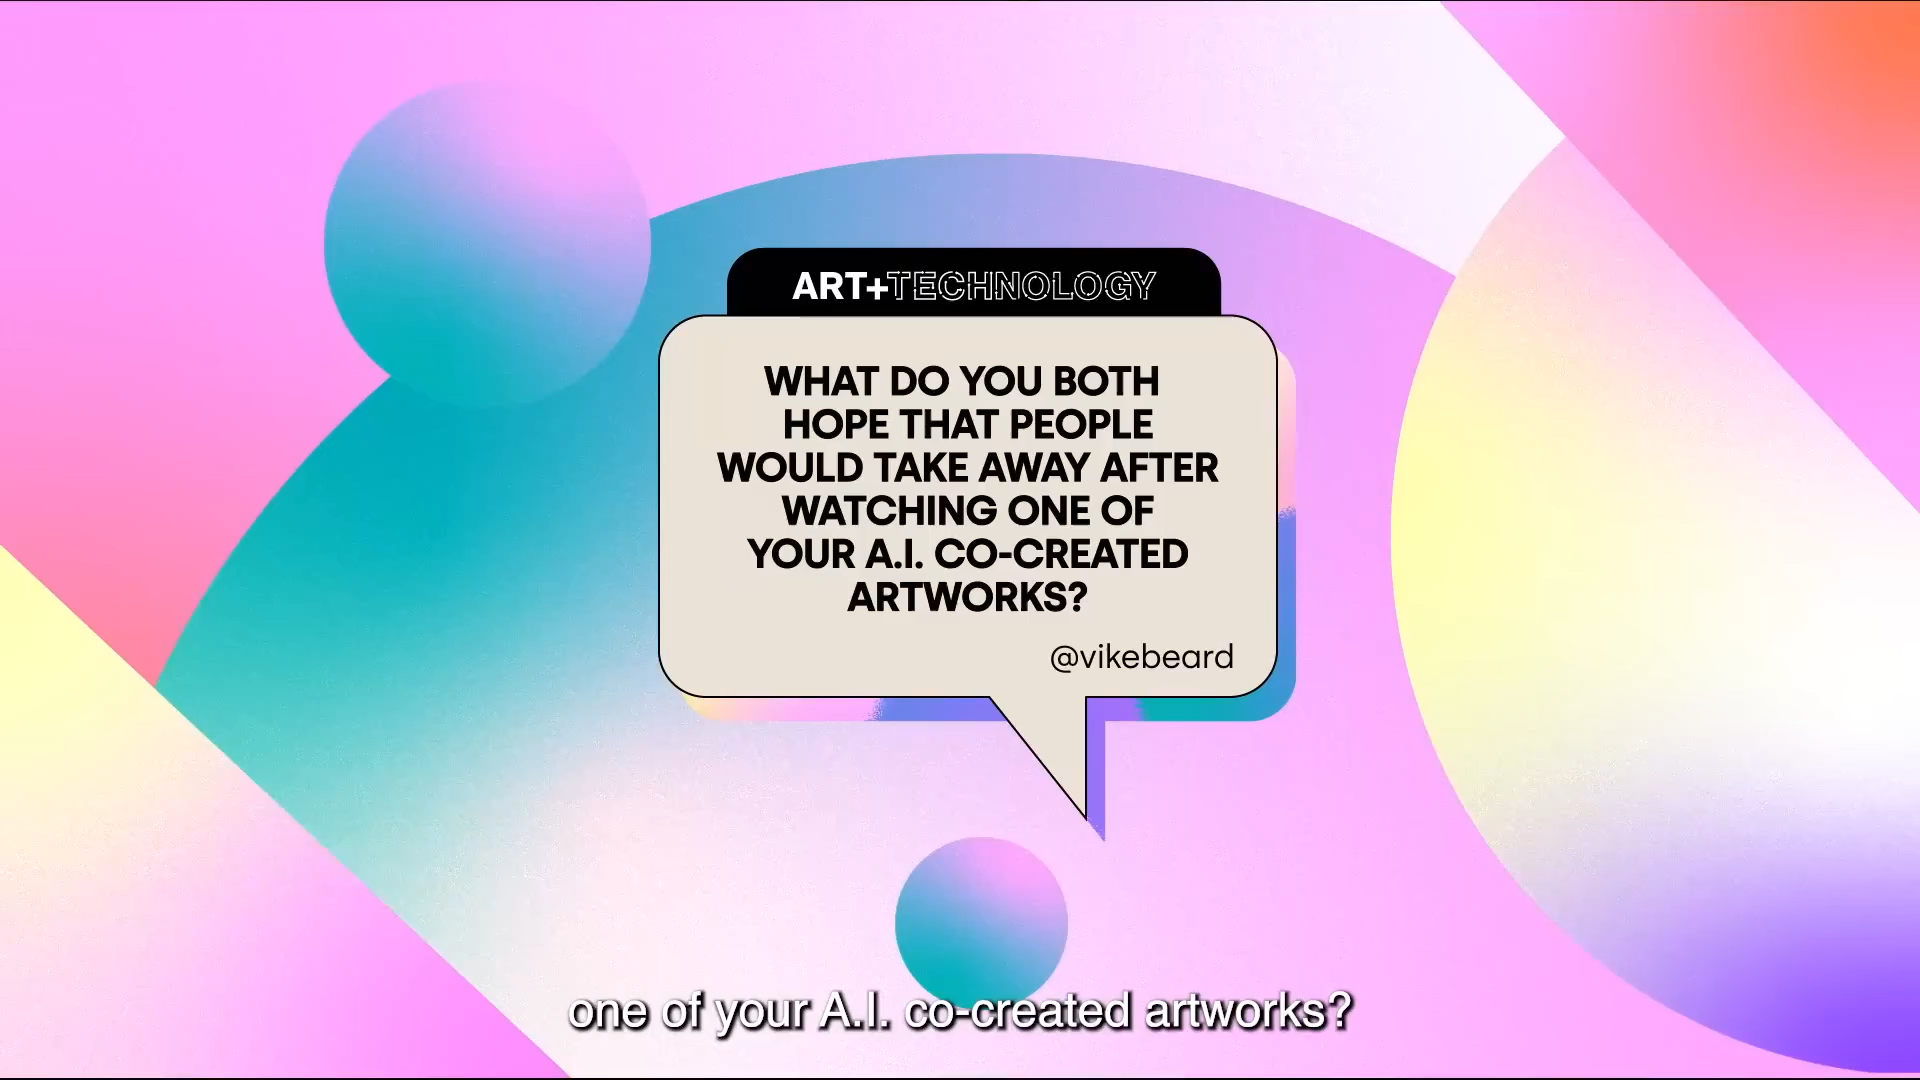 ART+TECHNOLOGY
WHAT DO YOU BOTH
HOPE THAT PEOPLE
WOULD TAKE AWAY AFTER
WATCHING ONE OF
YOUR A.I. CO-CREATED
ARTWORKS?
@vikebeard
one of your A.I. co-created artworks?